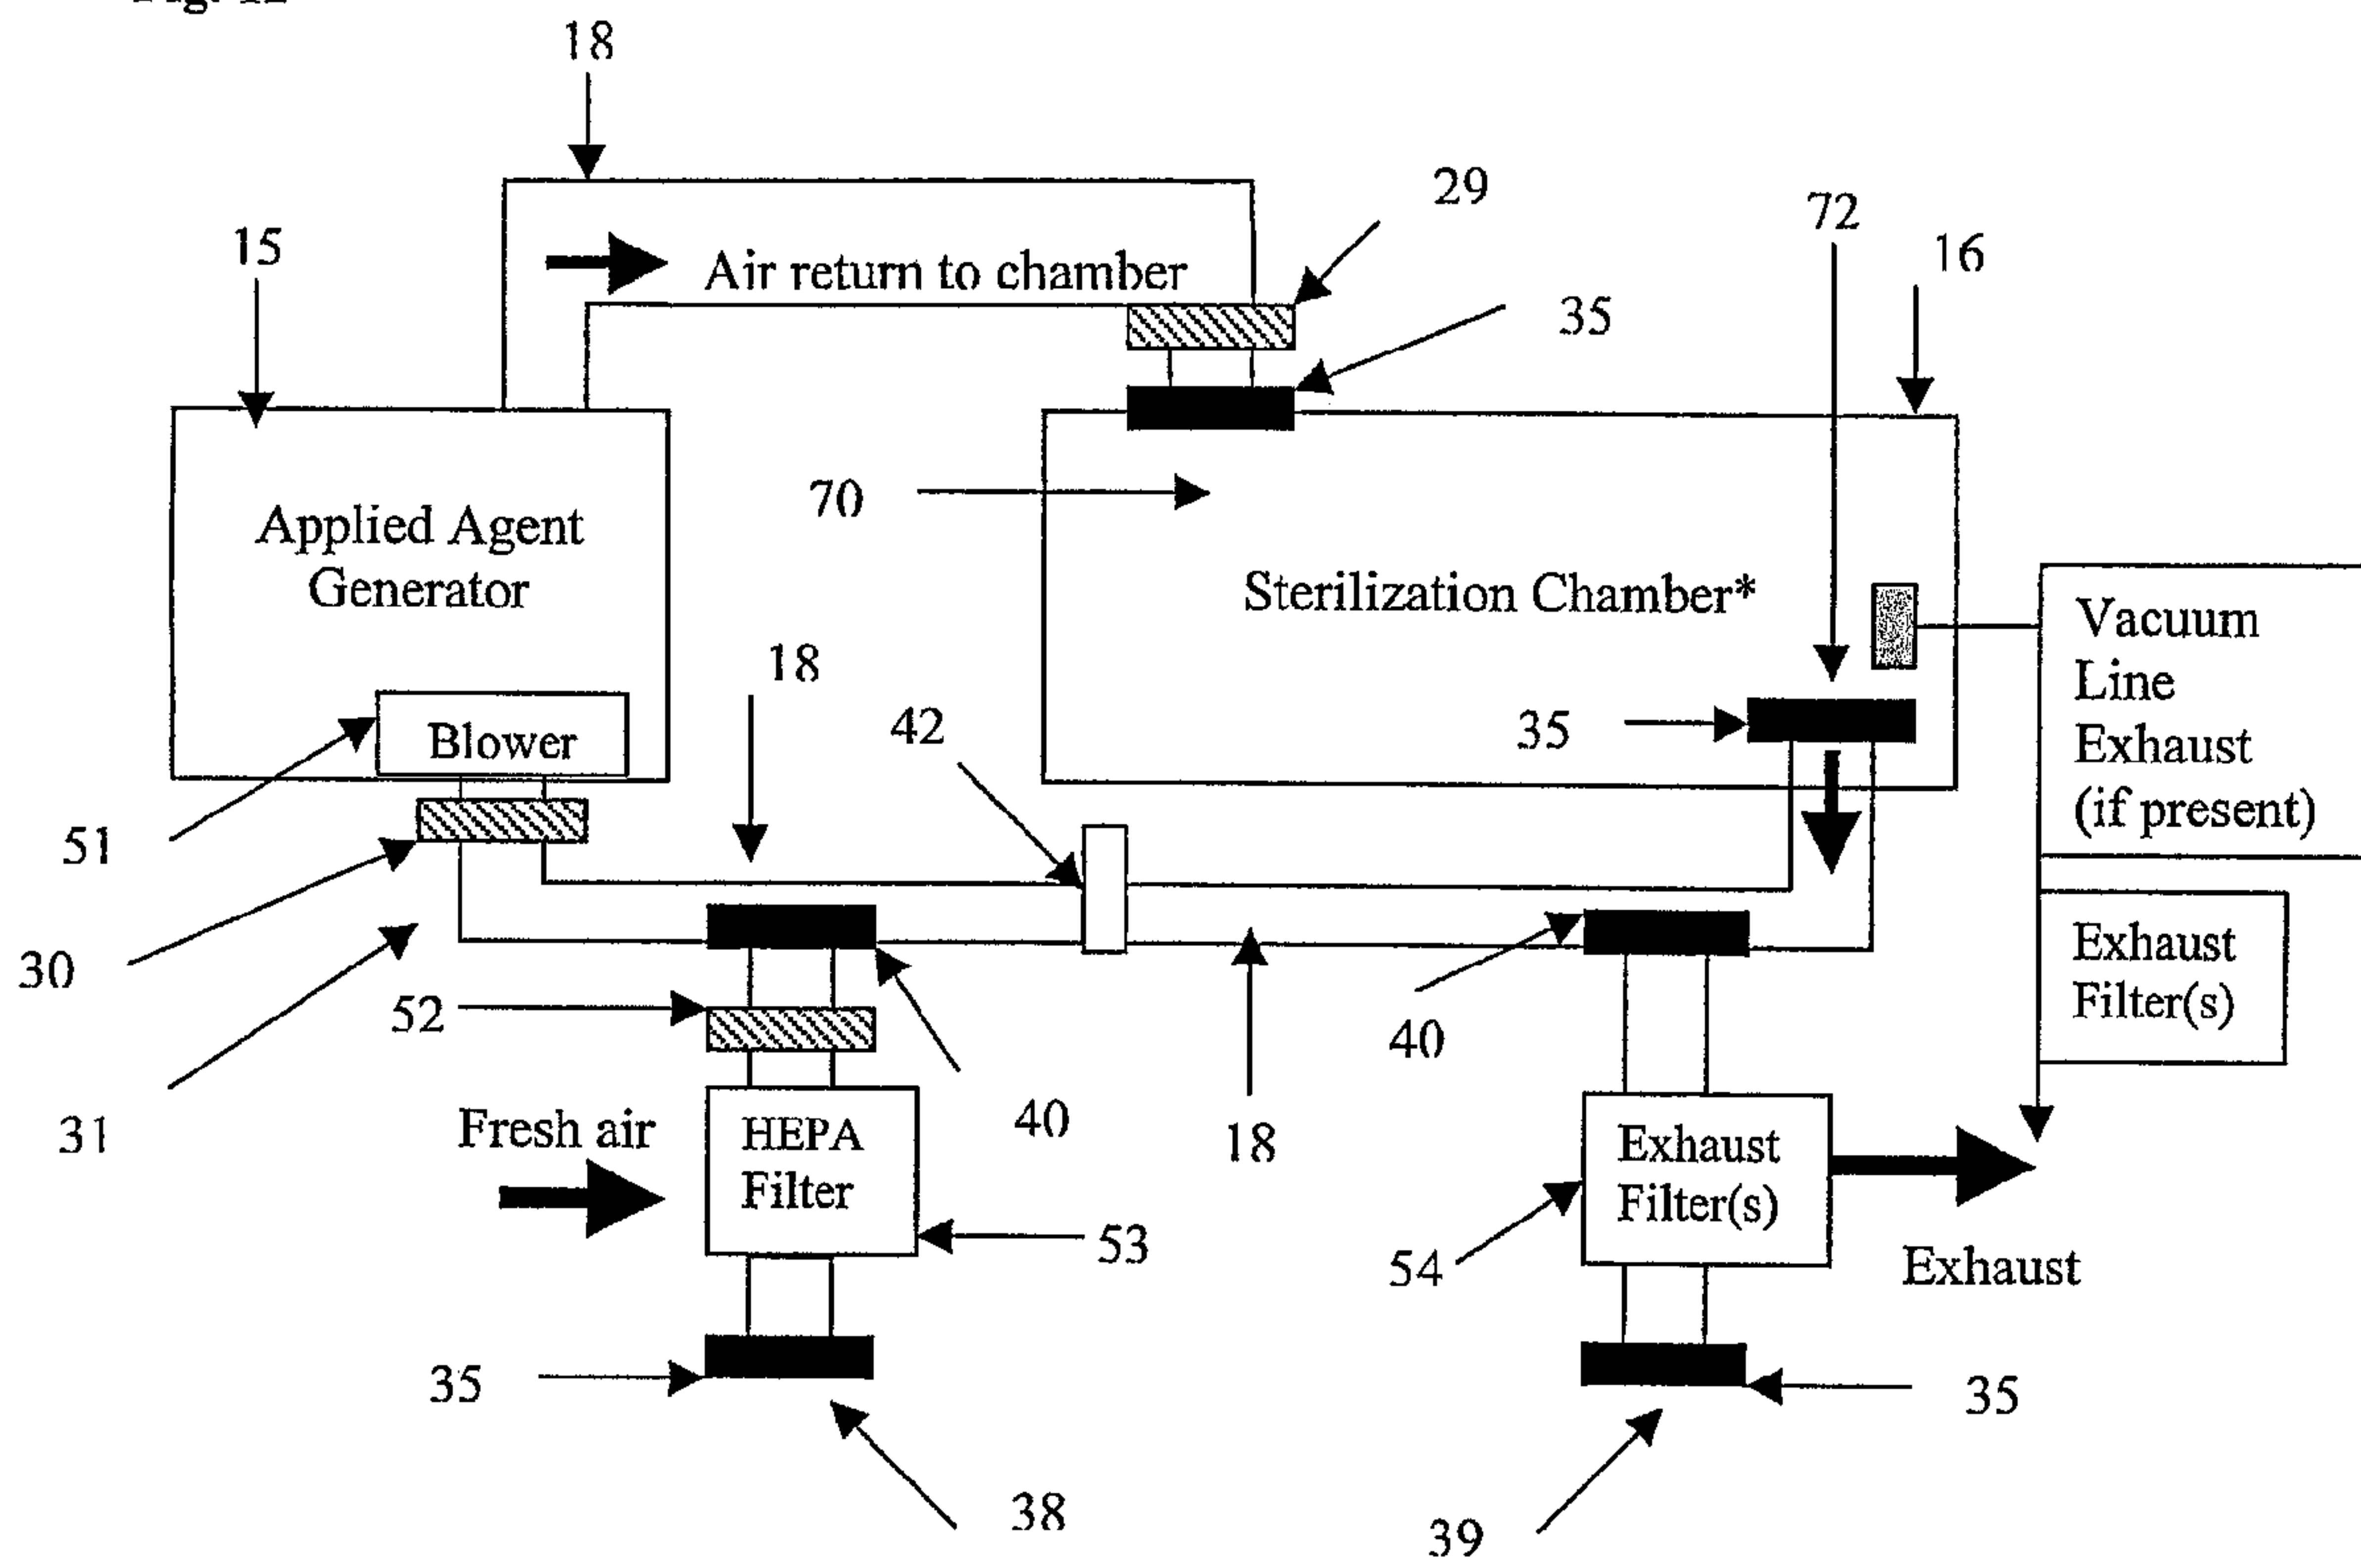 18
29
72
15
16
Air return to chamber
35
70
Applied Agent
Generator
Sterilization Chamber*
Vacuum
Line
Exhaust
(if present)
18
42
35
Blower
51
30
52
40
Exhaust
Filter(s)
31
Fresh air
HEPA
Filter
40
18
Exhaust
Filter(s)
53
54
Exhaust
35
35
38
39